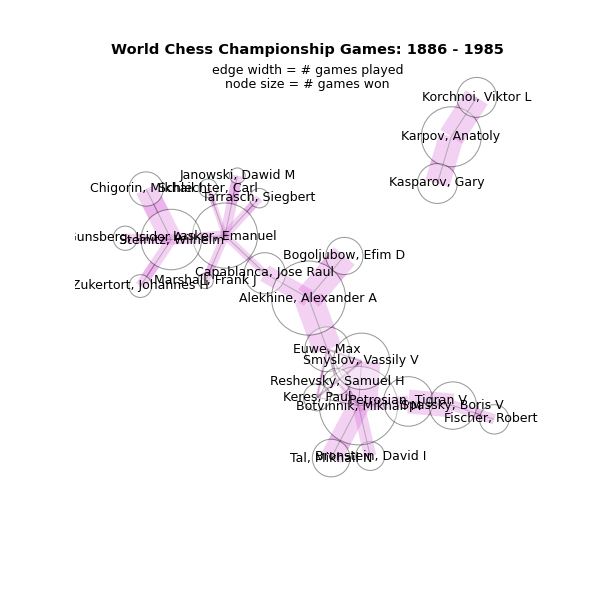 World Chess Championship Games: 1886 - 1985
edge width = # games played
node size = # games won
Korchnoi, Viktor L
Karpov, Anatoly
Janowski, Dawid M
Kasparov, Gary
Chigorin, Mikhail I
Schlechter, Carl
Tarrasch, Siegbert
Lasker, Emanuel
Gunsberg, Isidor A
Steinitz, Wilhelm
Bogoljubow, Efim D
Capablanca, Jose Raul
Marshall, Frank J
Zukertort, Johannes H
Alekhine, Alexander A
Euwe, Max
Smyslov, Vassily V
Reshevsky, Samuel H
Keres, Paul
Petrosian, Tigran V
Botvinnik, Mikhail M
Spassky, Boris V
Fischer, Robert
Tal, Mikhail N
Bronstein, David I